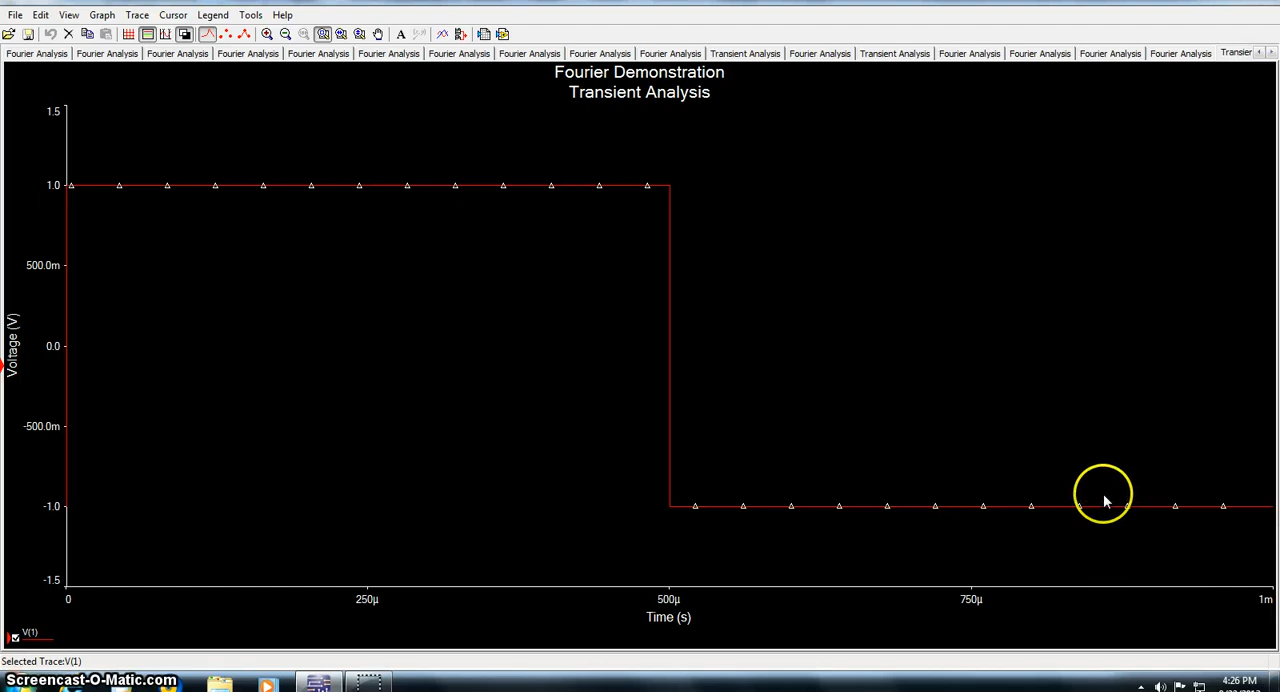 File Edit View Graph Trace Cursor Legend Tools Help
A
Fourier Analysis Fourier Analysis Fourier Analysis Fourier Analysis Fourier Analysis Fourier Analysis Fourier Analysis Fourier Analysis Fourier Analysis Fourier Analysis Transient Analysis Fourier Analysis Transient Analysis Fourier Analysis Fourier Analysis Fourier Analysis Fourier Analysis Transier
Fourier Demonstration
Transient Analysis
1.5
1.0
500.0m
0.0
-500.0m
-1.0
-1.5
Voltage (V)
0 250µ 500µ 750µ 1m
Time (s)
V(1)
Selected Trace:V(1)
Screencast-O-Matic.com
4:26 PM